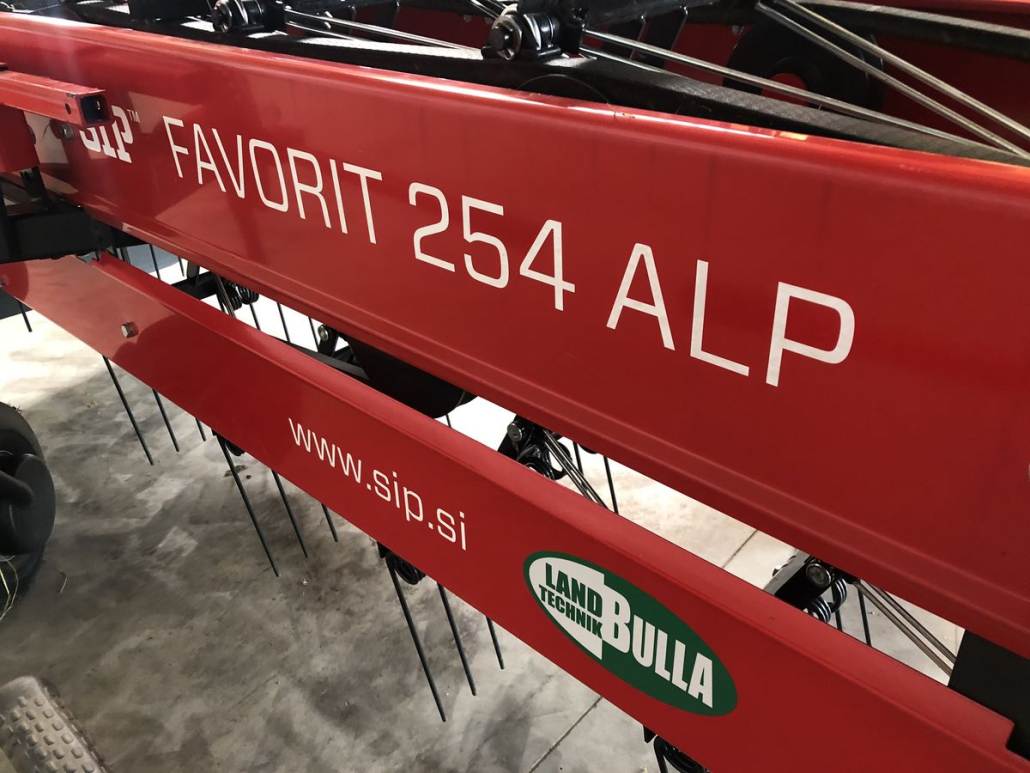 SIP™ FAVORIT 254 ALP
www.sip.si
LAND
TECHNIK
BULLA